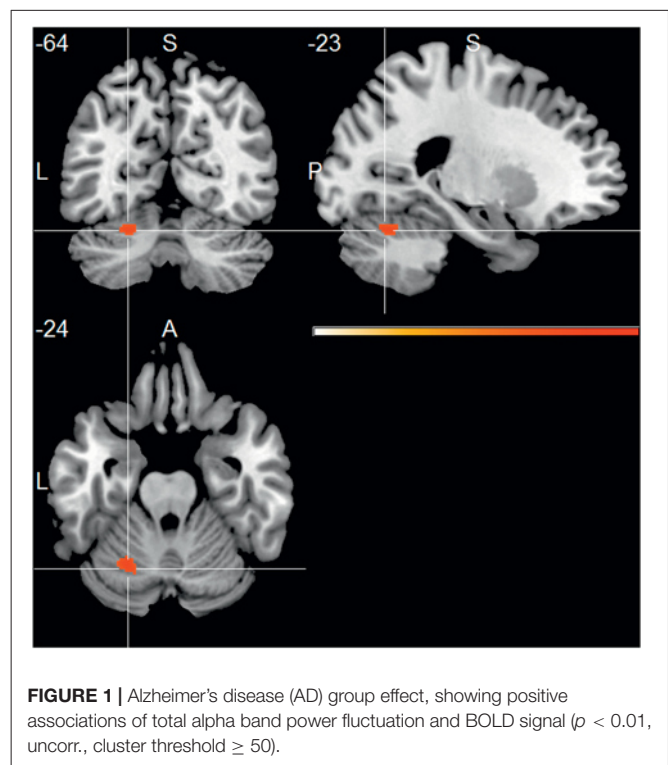 -64 S -23 S
L P
-24 A
L
FIGURE 1 | Alzheimer's disease (AD) group effect, showing positive
associations of total alpha band power fluctuation and BOLD signal (p < 0.01,
uncorr., cluster threshold ≥ 50).